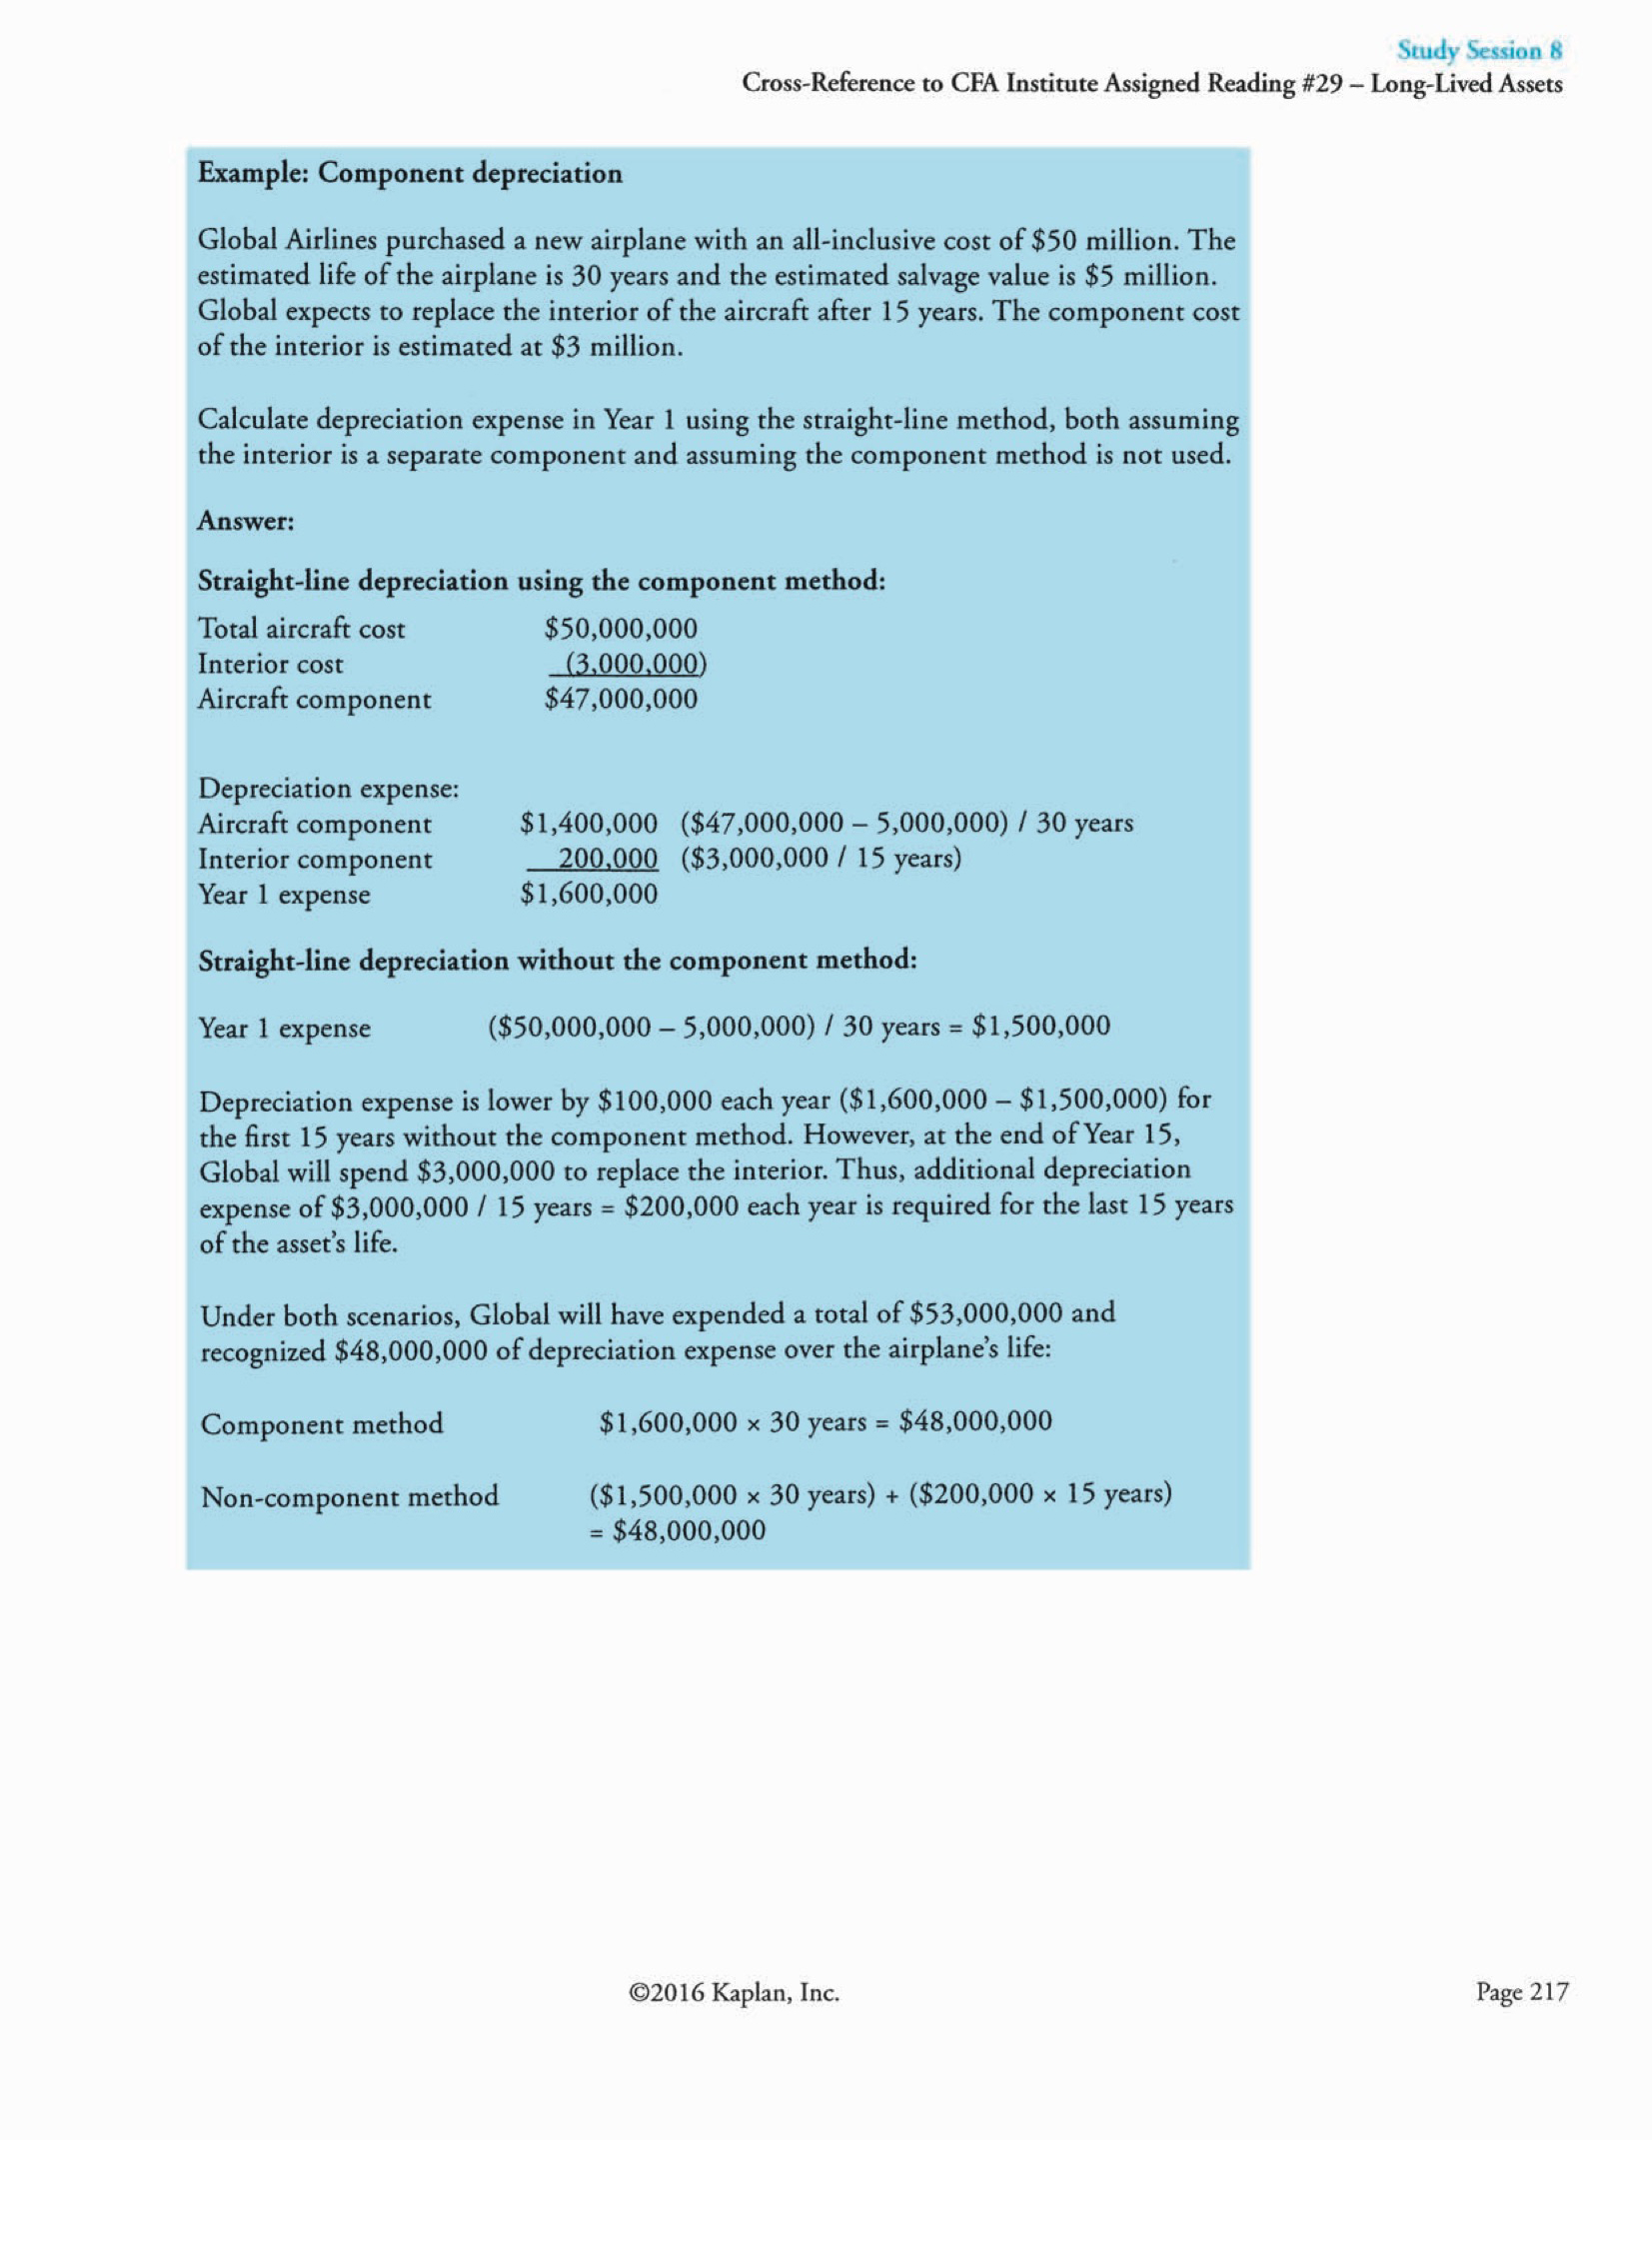 Study Session 8
Cross-Reference to CFA Institute Assigned Reading #29 – Long-Lived Assets
Example: Component depreciation
Global Airlines purchased a new airplane with an all-inclusive cost of $50 million. The
estimated life of the airplane is 30 years and the estimated salvage value is $5 million.
Global expects to replace the interior of the aircraft after 15 years. The component cost
of the interior is estimated at $3 million.
Calculate depreciation expense in Year 1 using the straight-line method, both assuming
the interior is a separate component and assuming the component method is not used.
Answer:
Straight-line depreciation using the component method:
Total aircraft cost $50,000,000
Interior cost (3,000,000)
Aircraft component $47,000,000
Depreciation expense:
Aircraft component $1,400,000 ($47,000,000 – 5,000,000) / 30 years
Interior component 200,000 ($3,000,000 / 15 years)
Year 1 expense $1,600,000
Straight-line depreciation without the component method:
Year 1 expense ($50,000,000 – 5,000,000) / 30 years = $1,500,000
Depreciation expense is lower by $100,000 each year ($1,600,000 – $1,500,000) for
the first 15 years without the component method. However, at the end of Year 15,
Global will spend $3,000,000 to replace the interior. Thus, additional depreciation
expense of $3,000,000 / 15 years = $200,000 each year is required for the last 15 years
of the asset's life.
Under both scenarios, Global will have expended a total of $53,000,000 and
recognized $48,000,000 of depreciation expense over the airplane's life:
Component method $1,600,000 × 30 years = $48,000,000
Non-component method ($1,500,000 × 30 years) + ($200,000 × 15 years)
= $48,000,000
©2016 Kaplan, Inc. Page 217